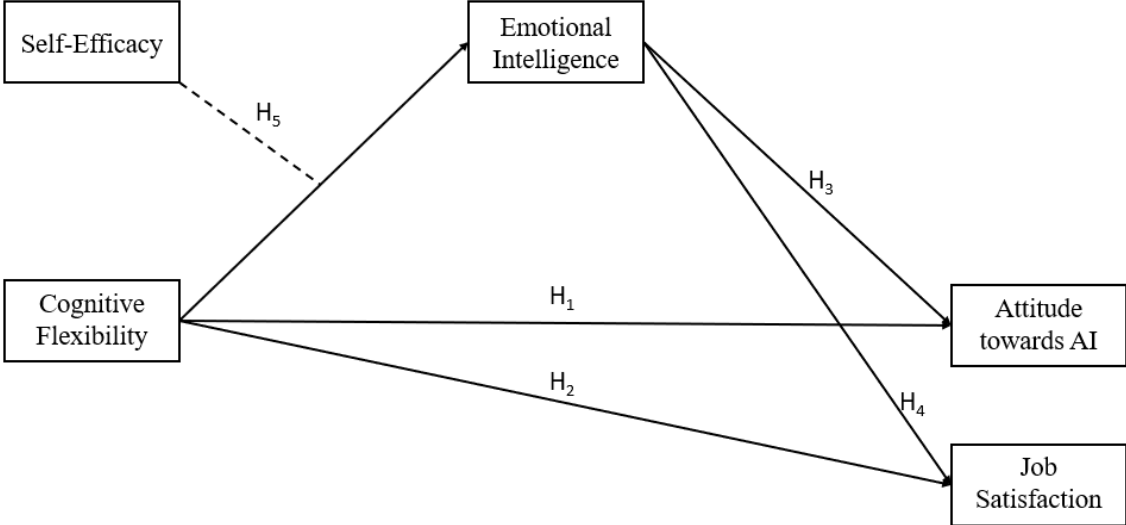 Self-Efficacy
Emotional
Intelligence
H₅
H₃
Cognitive
Flexibility
H₁
Attitude
towards AI
H₂
H₄
Job
Satisfaction